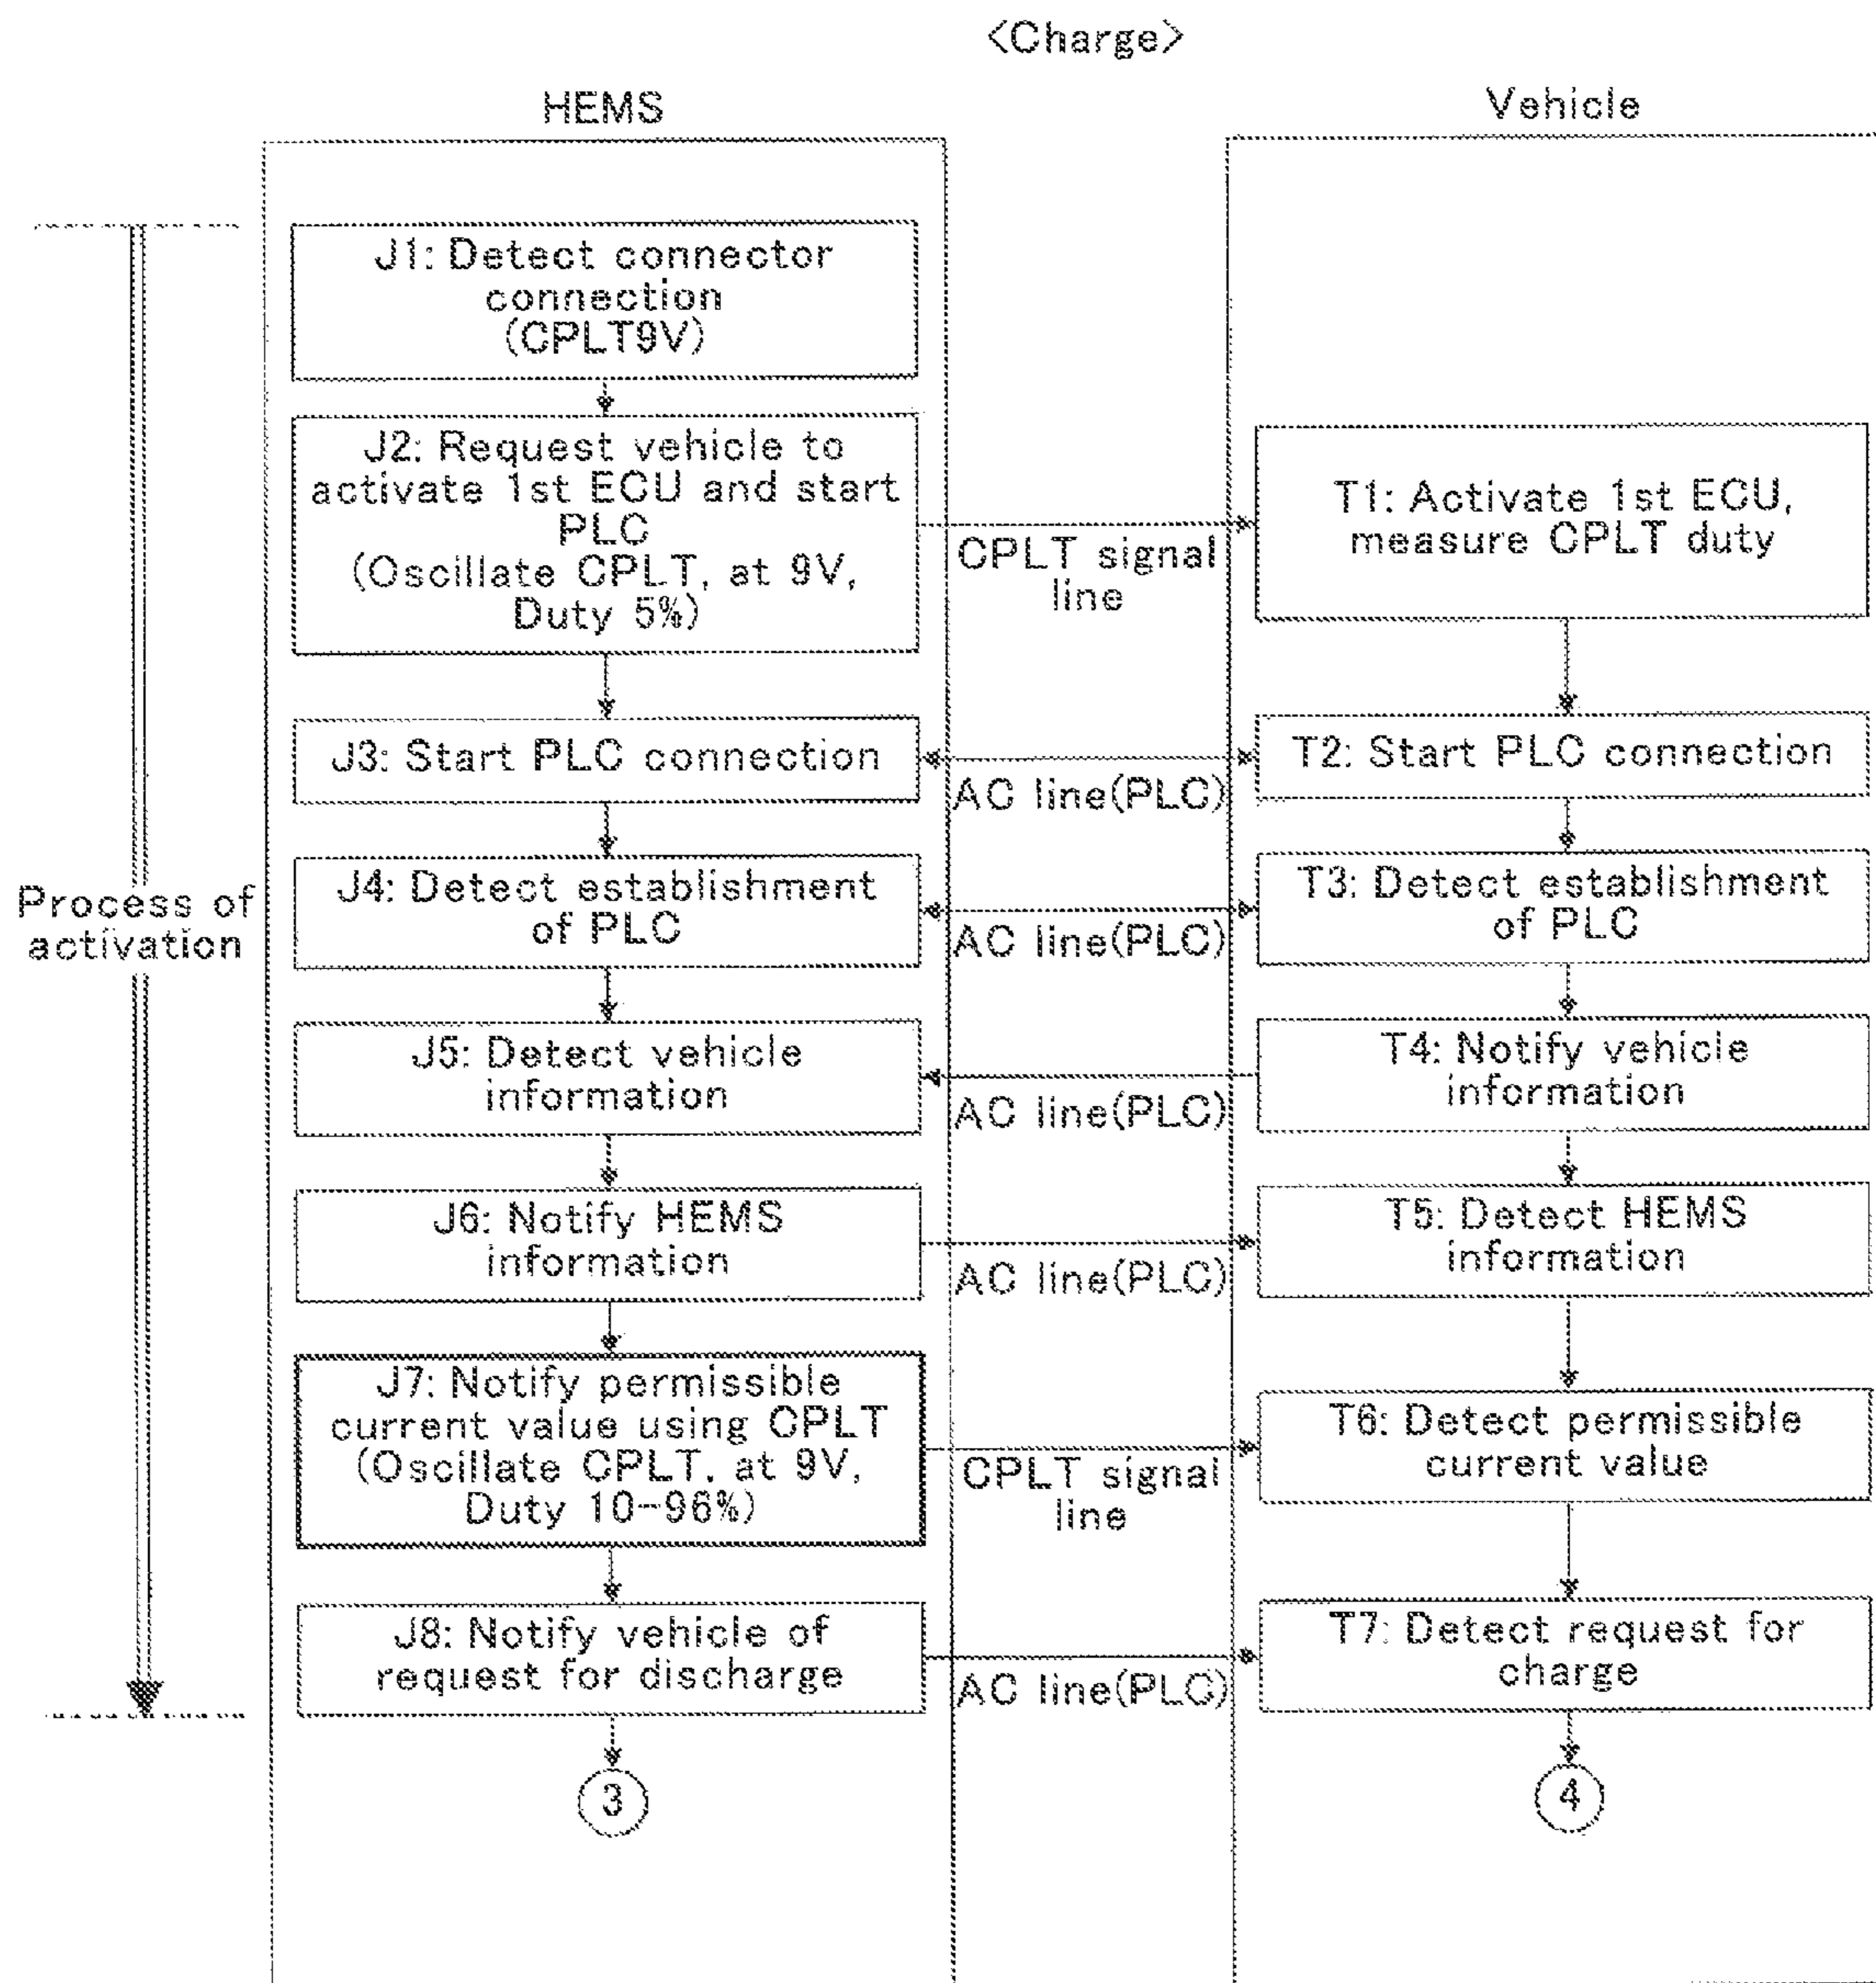 <Charge>
HEMS
Vehicle
Process of
activation
J1: Detect connector
connection
(CPLT9V)
J2: Request vehicle to
activate 1st ECU and start
PLC
(Oscillate CPLT, at 9V,
Duty 5%)
CPLT signal
line
T1: Activate 1st ECU,
measure CPLT duty
J3: Start PLC connection
AC line(PLC)
T2: Start PLC connection
J4: Detect establishment
of PLC
AC line(PLC)
T3: Detect establishment
of PLC
J5: Detect vehicle
information
AC line(PLC)
T4: Notify vehicle
information
J6: Notify HEMS
information
AC line(PLC)
T5: Detect HEMS
information
J7: Notify permissible
current value using CPLT
(Oscillate CPLT, at 9V,
Duty 10-96%)
CPLT signal
line
T6: Detect permissible
current value
J8: Notify vehicle of
request for discharge
AC line(PLC)
T7: Detect request for
charge
3
4